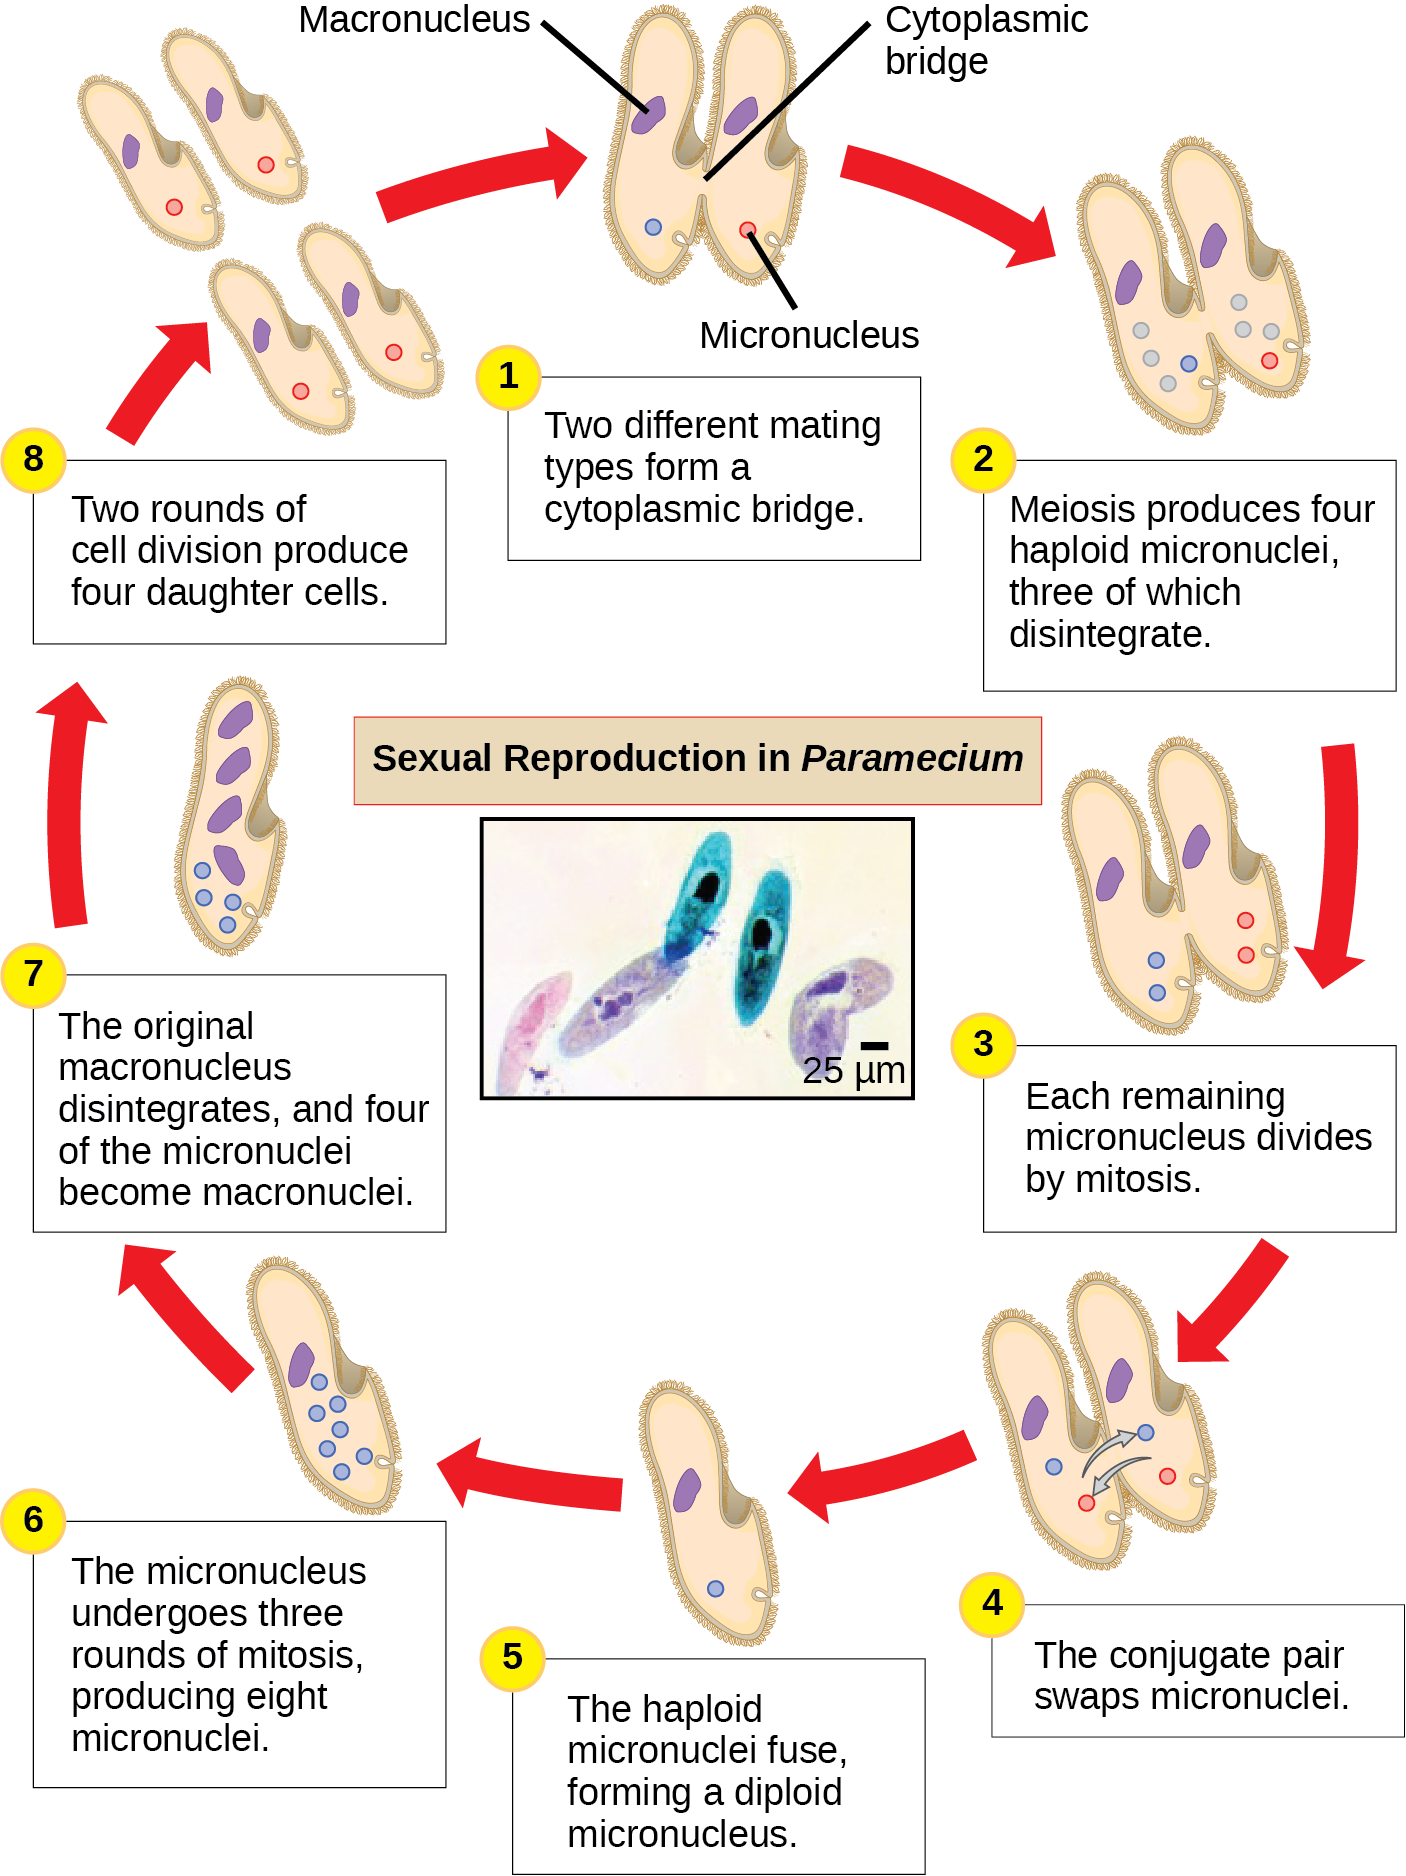 Macronucleus
Cytoplasmic
bridge
Micronucleus
1
Two different mating
types form a
cytoplasmic bridge.
2
Meiosis produces four
haploid micronuclei,
three of which
disintegrate.
3
Each remaining
micronucleus divides
by mitosis.
4
The conjugate pair
swaps micronuclei.
5
The haploid
micronuclei fuse,
forming a diploid
micronucleus.
6
The micronucleus
undergoes three
rounds of mitosis,
producing eight
micronuclei.
7
The original
macronucleus
disintegrates, and four
of the micronuclei
become macronuclei.
8
Two rounds of
cell division produce
four daughter cells.
Sexual Reproduction in Paramecium
25 µm